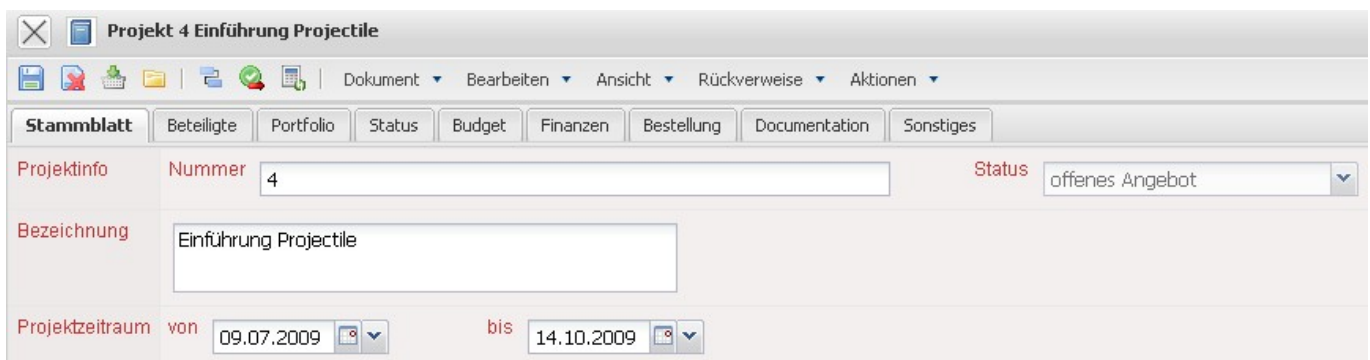 Projekt 4 Einführung Projectile
Dokument Bearbeiten Ansicht Rückverweise Aktionen
Stammblatt Beteiligte Portfolio Status Budget Finanzen Bestellung Documentation Sonstiges
Projektinfo Nummer 4 Status offenes Angebot
Bezeichnung Einführung Projectile
Projektzeitraum von 09.07.2009 bis 14.10.2009